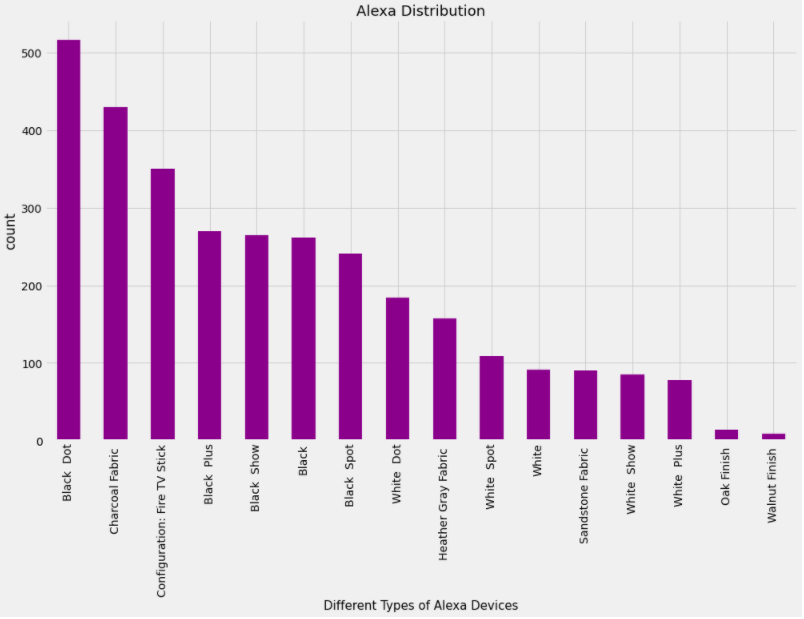 Alexa Distribution
count
500
400
300
200
100
0
Black  Dot
Charcoal Fabric
Configuration: Fire TV Stick
Black  Plus
Black  Show
Black
Black  Spot
White  Dot
Heather Gray Fabric
White  Spot
White
Sandstone Fabric
White  Show
White  Plus
Oak Finish
Walnut Finish
Different Types of Alexa Devices